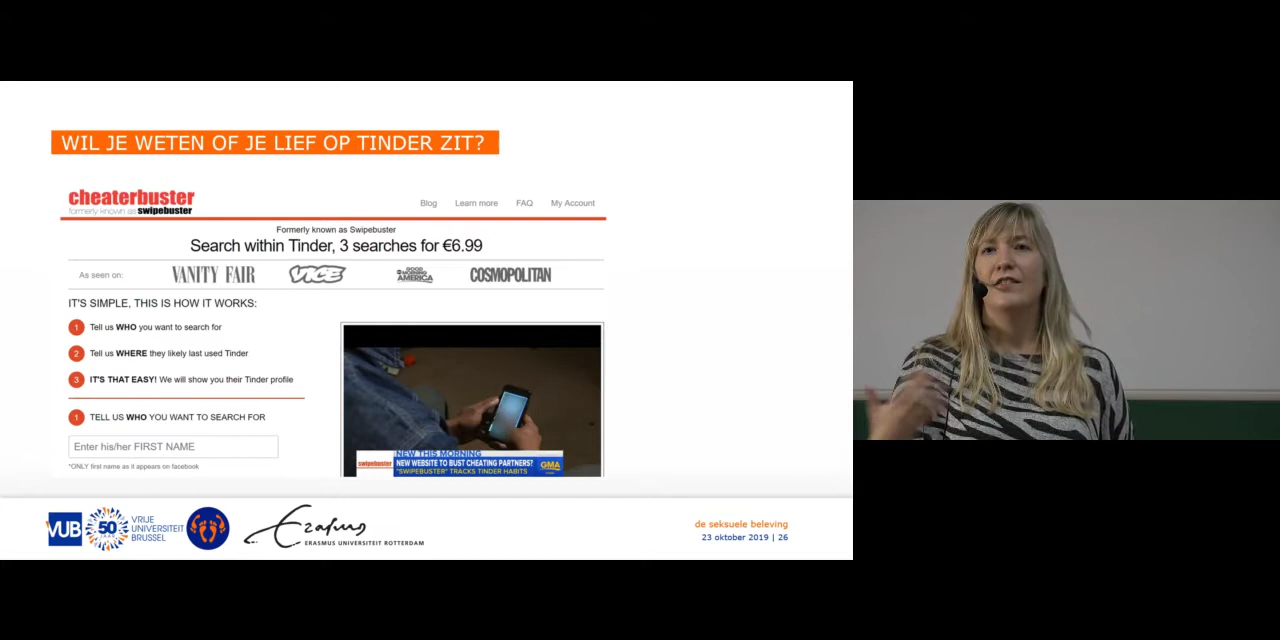 WIL JE WETEN OF JE LIEF OP TINDER ZIT?
cheaterbuster
formerly known as swipebuster
Blog Learn more FAQ My Account
Formerly known as Swipebuster
Search within Tinder, 3 searches for €6.99
As seen on: VANITY FAIR VICE GOOD MORNING AMERICA COSMOPOLITAN
IT'S SIMPLE, THIS IS HOW IT WORKS:
1 Tell us WHO you want to search for
2 Tell us WHERE they likely last used Tinder
3 IT'S THAT EASY! We will show you their Tinder profile
1 TELL US WHO YOU WANT TO SEARCH FOR
Enter his/her FIRST NAME
*ONLY first name as it appears on facebook
NEW THIS MORNING
swipebuster NEW WEBSITE TO BUST CHEATING PARTNERS? GMA
"SWIPEBUSTER" TRACKS TINDER HABITS
VUB 50 JAAR VRIJE
UNIVERSITEIT
BRUSSEL
Erasmus
ERASMUS UNIVERSITEIT ROTTERDAM
de seksuele beleving
23 oktober 2019 | 26